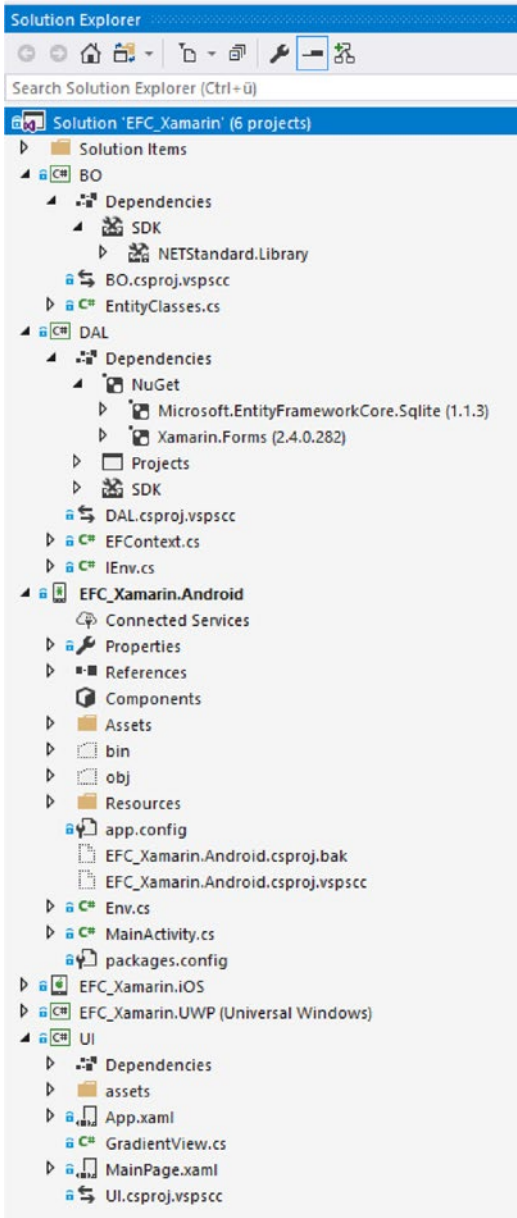 Solution Explorer
Search Solution Explorer (Ctrl+ü)
Solution 'EFC_Xamarin' (6 projects)
Solution Items
C# BO
Dependencies
SDK
NETStandard.Library
BO.csproj.vspscc
C# EntityClasses.cs
C# DAL
Dependencies
NuGet
Microsoft.EntityFrameworkCore.Sqlite (1.1.3)
Xamarin.Forms (2.4.0.282)
Projects
SDK
DAL.csproj.vspscc
C# EFContext.cs
C# IEnv.cs
EFC_Xamarin.Android
Connected Services
Properties
References
Components
Assets
bin
obj
Resources
app.config
EFC_Xamarin.Android.csproj.bak
EFC_Xamarin.Android.csproj.vspscc
C# Env.cs
C# MainActivity.cs
packages.config
EFC_Xamarin.iOS
C# EFC_Xamarin.UWP (Universal Windows)
C# UI
Dependencies
assets
App.xaml
C# GradientView.cs
MainPage.xaml
UI.csproj.vspscc